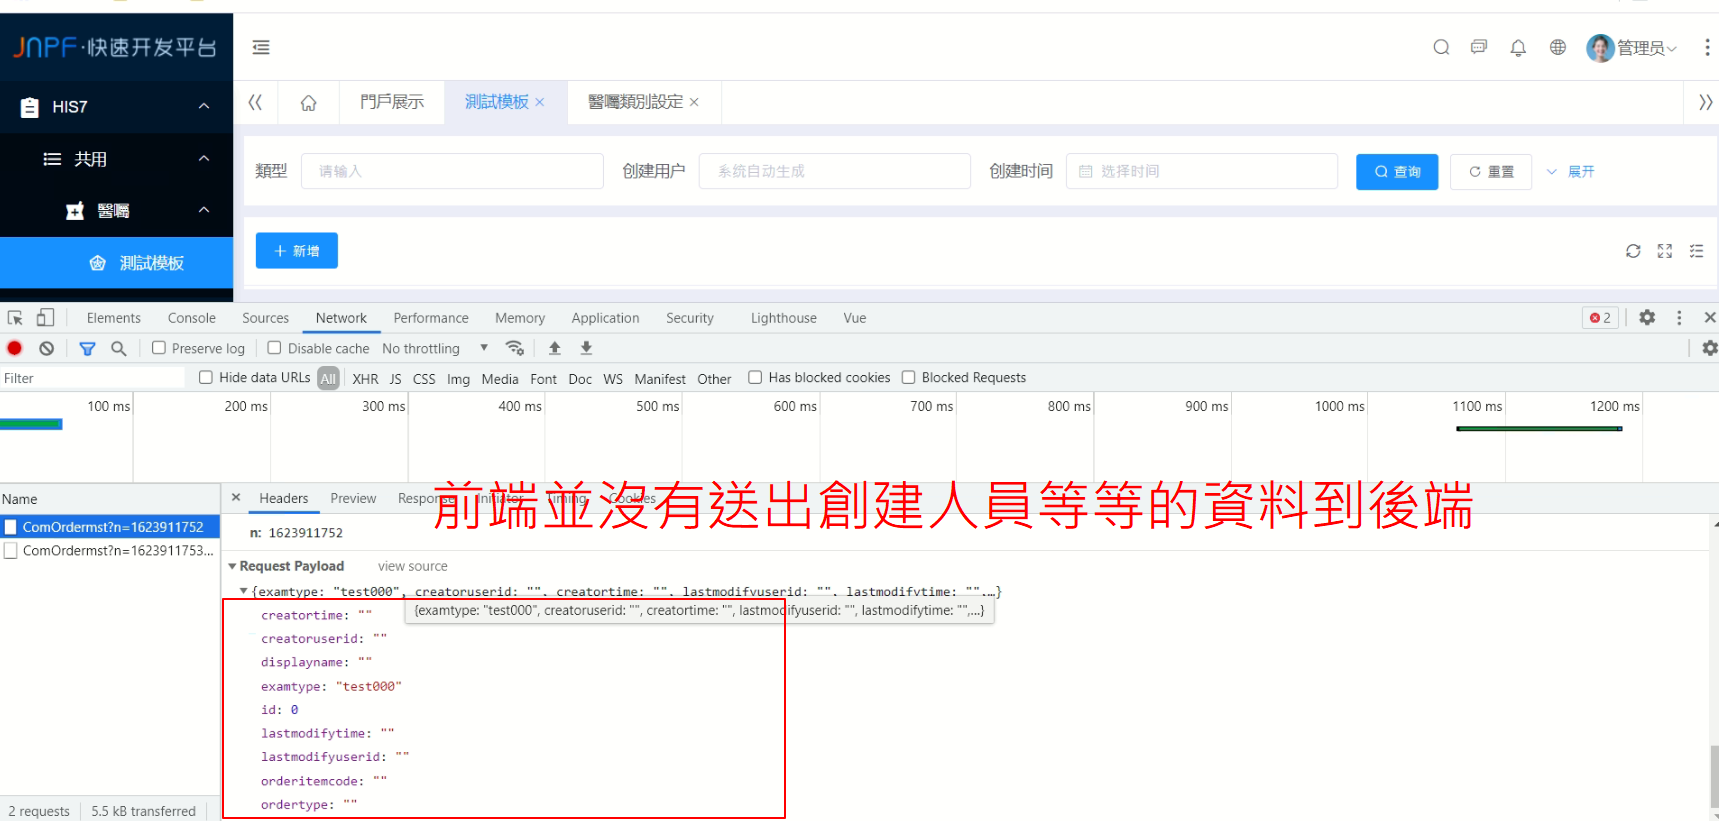 JNPF·快速开发平台
管理员
HIS7
門戶展示
測試模板 ×
醫囑類別設定 ×
共用
類型 请输入 创建用户 系统自动生成 创建时间 选择时间 查询 重置 展开
醫囑
測試模板
+ 新增
Elements Console Sources Network Performance Memory Application Security Lighthouse Vue 2
Preserve log Disable cache No throttling
Filter Hide data URLs All XHR JS CSS Img Media Font Doc WS Manifest Other Has blocked cookies Blocked Requests
100 ms 200 ms 300 ms 400 ms 500 ms 600 ms 700 ms 800 ms 900 ms 1000 ms 1100 ms 1200 ms
Name
× Headers Preview Response Initiator Timing Cookies
前端並沒有送出創建人員等等的資料到後端
ComOrdermst?n=1623911752
ComOrdermst?n=1623911753...
n: 1623911752
Request Payload view source
{examtype: "test000", creatoruserid: "", creatortime: "", lastmodifyuserid: "", lastmodifytime: "",…}
{examtype: "test000", creatoruserid: "", creatortime: "", lastmodifyuserid: "", lastmodifytime: "",...}
creatortime: ""
creatoruserid: ""
displayname: ""
examtype: "test000"
id: 0
lastmodifytime: ""
lastmodifyuserid: ""
orderitemcode: ""
ordertype: ""
2 requests 5.5 kB transferred